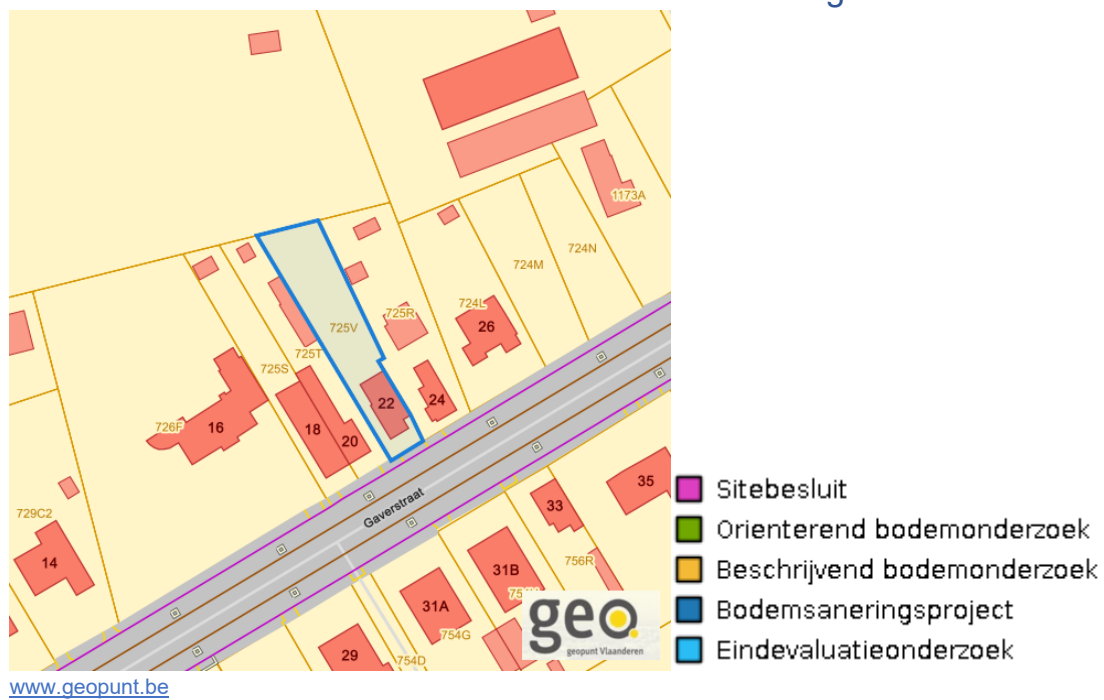 1173A
724N
724M
724L
26
725R
725V
725T
725S
22
24
726F
16
18
20
Gaverstraat
35
33
729C2
14
31B
756R
31A
754G
29
754D
geo
geopunt Vlaanderen
Sitebesluit
Orienterend bodemonderzoek
Beschrijvend bodemonderzoek
Bodemsaneringsproject
Eindevaluatieonderzoek
www.geopunt.be